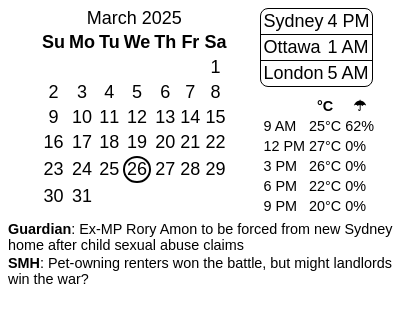 March 2025
Su Mo Tu We Th Fr Sa
1
2 3 4 5 6 7 8
9 10 11 12 13 14 15
16 17 18 19 20 21 22
23 24 25 26 27 28 29
30 31
Sydney 4 PM
Ottawa 1 AM
London 5 AM
°C ☂
9 AM 25°C 62%
12 PM 27°C 0%
3 PM 26°C 0%
6 PM 22°C 0%
9 PM 20°C 0%
Guardian: Ex-MP Rory Amon to be forced from new Sydney
home after child sexual abuse claims
SMH: Pet-owning renters won the battle, but might landlords
win the war?